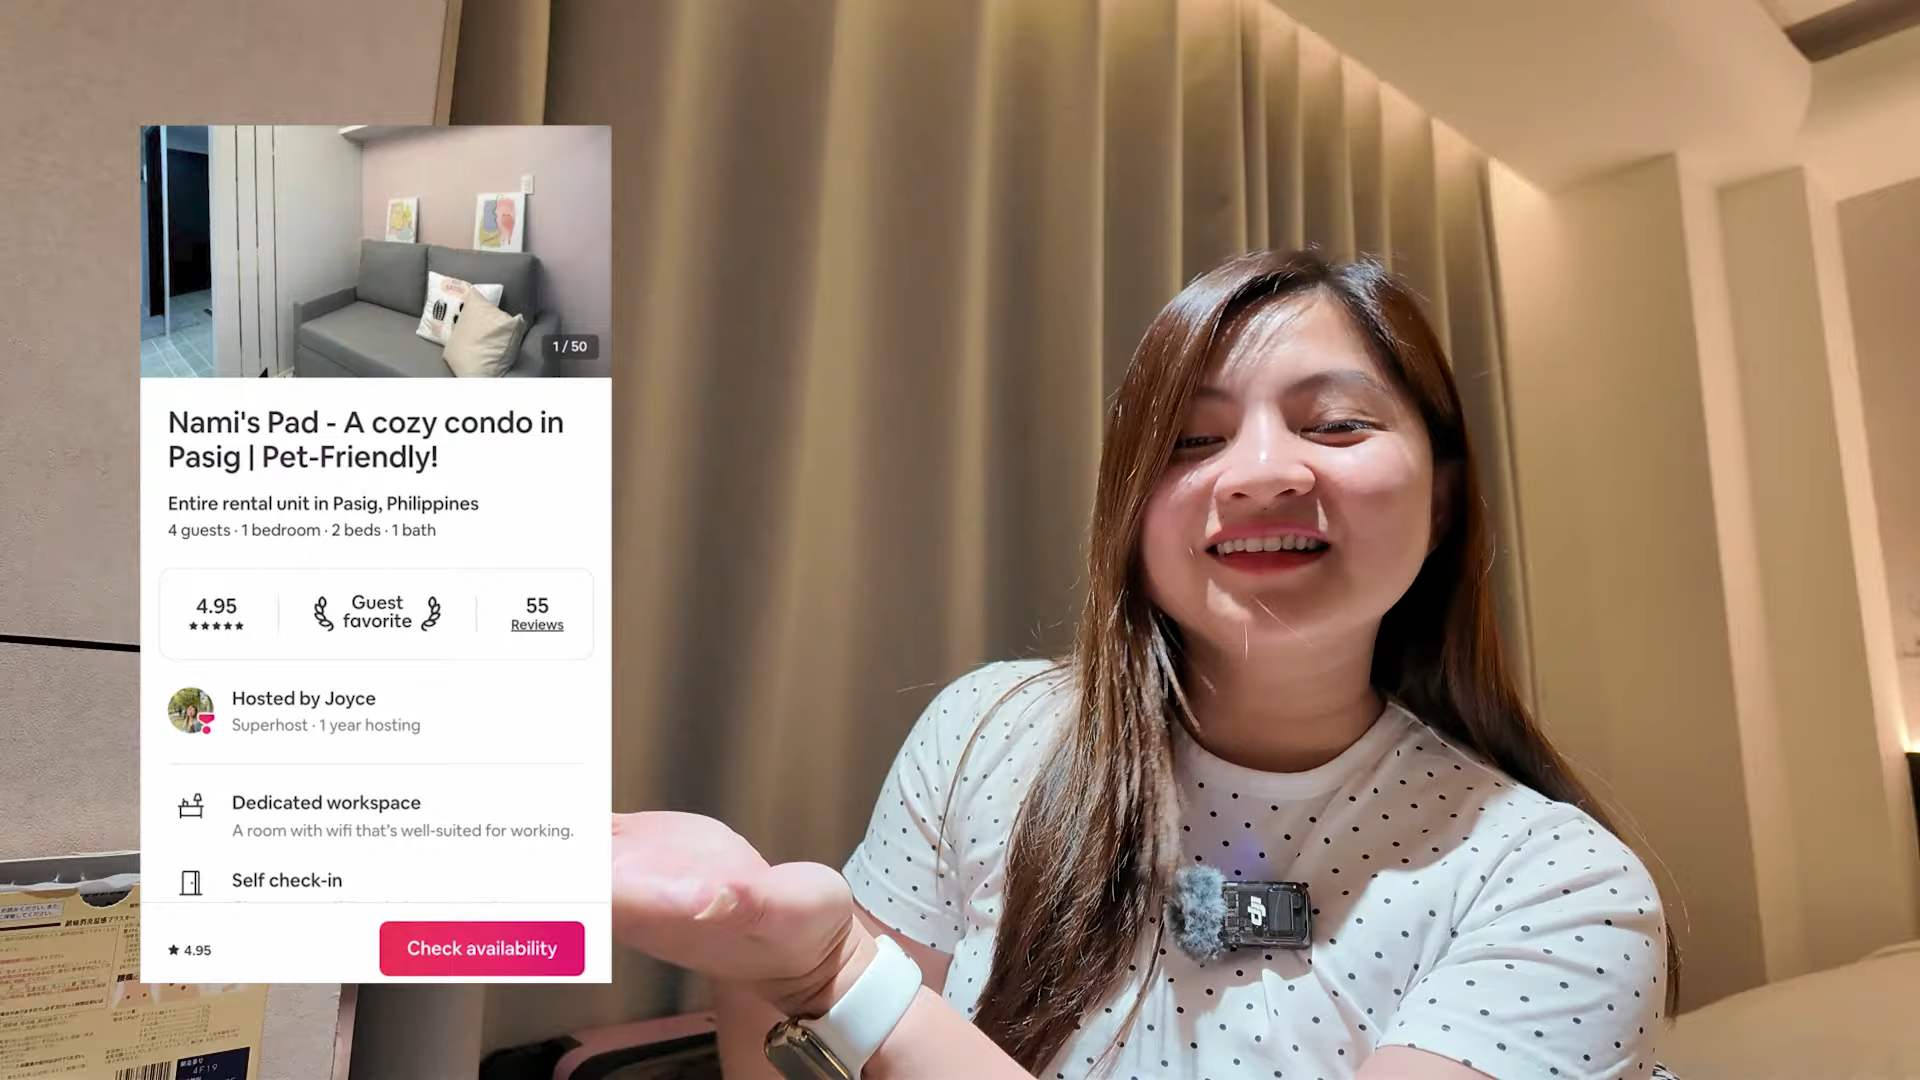 1 / 50
Nami's Pad - A cozy condo in
Pasig | Pet-Friendly!
Entire rental unit in Pasig, Philippines
4 guests · 1 bedroom · 2 beds · 1 bath
4.95
Guest
favorite
55
Reviews
Hosted by Joyce
Superhost · 1 year hosting
Dedicated workspace
A room with wifi that's well-suited for working.
Self check-in
★ 4.95
Check availability
dji
4F19